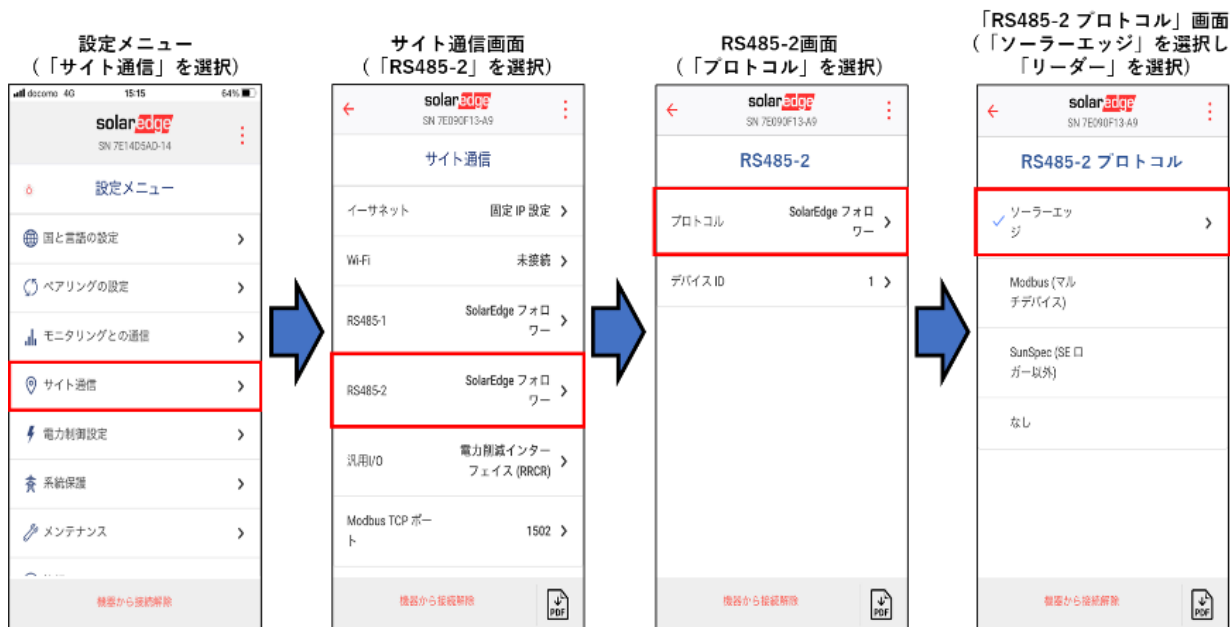 設定メニュー
（「サイト通信」を選択）
docomo 4G 15:15 64%
solaredge
SN 7E14D5AD-14
設定メニュー
国と言語の設定
ペアリングの設定
モニタリングとの通信
サイト通信
電力制御設定
系統保護
メンテナンス
機器から接続解除
サイト通信画面
（「RS485-2」を選択）
solaredge
SN 7E090F13-A9
サイト通信
イーサネット 固定 IP 設定
Wi-Fi 未接続
RS485-1 SolarEdge フォロ
ワー
RS485-2 SolarEdge フォロ
ワー
汎用I/O 電力削減インター
フェイス (RRCR)
Modbus TCP ポー
ト 1502
機器から接続解除
PDF
RS485-2画面
（「プロトコル」を選択）
solaredge
SN 7E090F13-A9
RS485-2
プロトコル SolarEdge フォロ
ワー
デバイス ID 1
機器から接続解除
PDF
「RS485-2 プロトコル」画面
（「ソーラーエッジ」を選択し
「リーダー」を選択）
solaredge
SN 7E090F13-A9
RS485-2 プロトコル
ソーラーエッ
ジ
Modbus (マル
チデバイス)
SunSpec (SE ロ
ガー以外)
なし
機器から接続解除
PDF